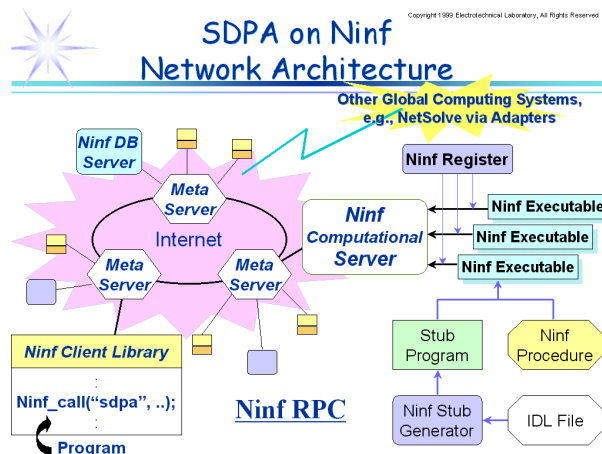 Copyright 1999 Electrotechnical Laboratory, All Rights Reserved
SDPA on Ninf
Network Architecture
Other Global Computing Systems,
e.g., NetSolve via Adapters
Ninf DB
Server
Ninf Register
Meta
Server
Ninf
Computational
Server
Ninf Executable
Ninf Executable
Ninf Executable
Internet
Meta
Server
Meta
Server
Ninf Client Library
:
Ninf_call(“sdpa”, ..);
:
Program
Ninf RPC
Stub
Program
Ninf
Procedure
Ninf Stub
Generator
IDL File